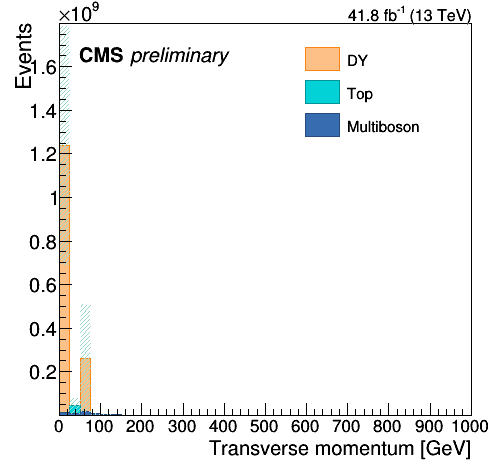 ×10⁹
41.8 fb⁻¹ (13 TeV)
Events
CMS preliminary
DY
Top
Multiboson
1.6
1.4
1.2
1
0.8
0.6
0.4
0.2
0 100 200 300 400 500 600 700 800 900 1000
Transverse momentum [GeV]